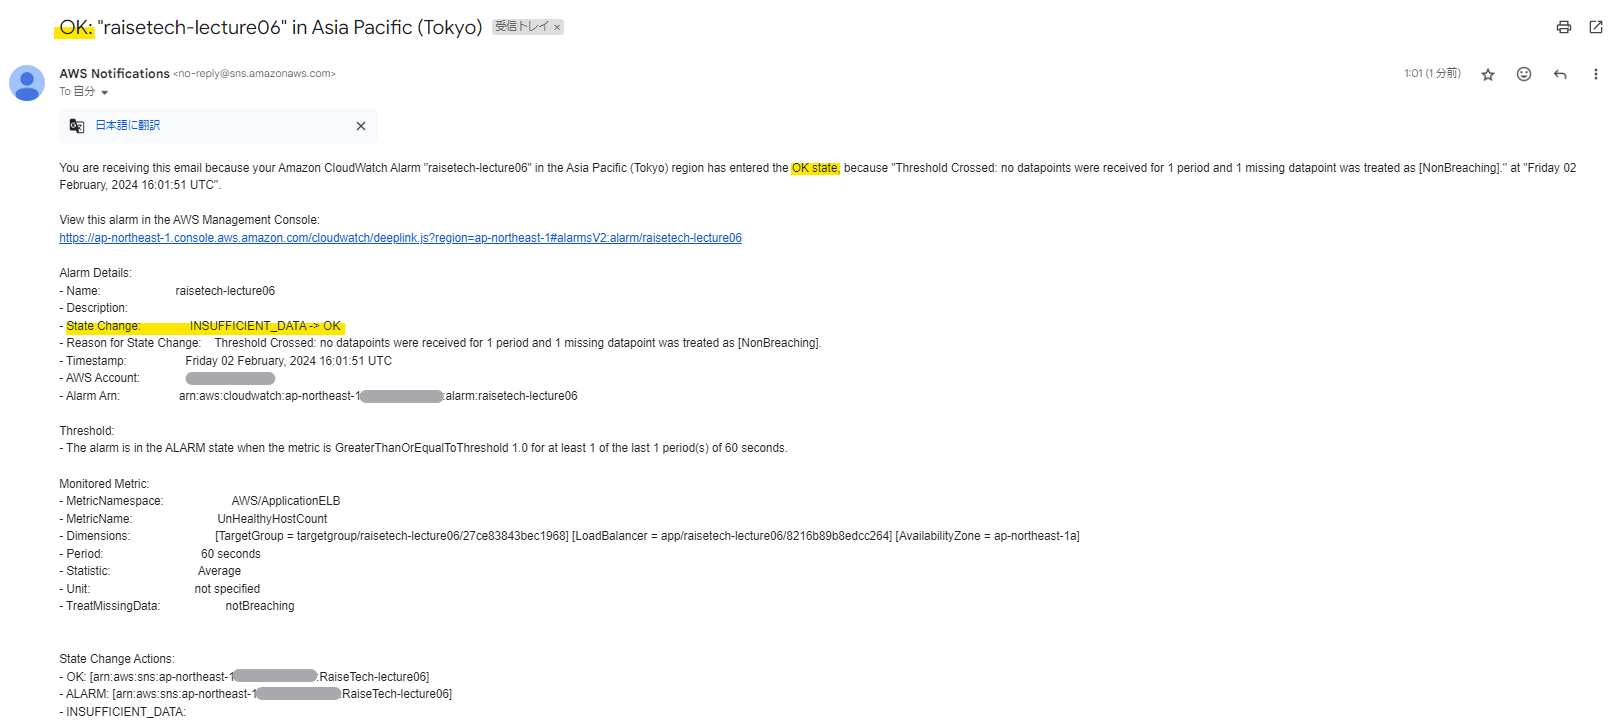 OK: "raisetech-lecture06" in Asia Pacific (Tokyo) 受信トレイ ×
AWS Notifications <no-reply@sns.amazonaws.com> 1:01 (1 分前)
To 自分
日本語に翻訳
You are receiving this email because your Amazon CloudWatch Alarm "raisetech-lecture06" in the Asia Pacific (Tokyo) region has entered the OK state, because "Threshold Crossed: no datapoints were received for 1 period and 1 missing datapoint was treated as [NonBreaching]." at "Friday 02
February, 2024 16:01:51 UTC".
View this alarm in the AWS Management Console:
https://ap-northeast-1.console.aws.amazon.com/cloudwatch/deeplink.js?region=ap-northeast-1#alarmsV2:alarm/raisetech-lecture06
Alarm Details:
- Name: raisetech-lecture06
- Description:
- State Change: INSUFFICIENT_DATA -> OK
- Reason for State Change: Threshold Crossed: no datapoints were received for 1 period and 1 missing datapoint was treated as [NonBreaching].
- Timestamp: Friday 02 February, 2024 16:01:51 UTC
- AWS Account:
- Alarm Arn: arn:aws:cloudwatch:ap-northeast-1 :alarm:raisetech-lecture06
Threshold:
- The alarm is in the ALARM state when the metric is GreaterThanOrEqualToThreshold 1.0 for at least 1 of the last 1 period(s) of 60 seconds.
Monitored Metric:
- MetricNamespace: AWS/ApplicationELB
- MetricName: UnHealthyHostCount
- Dimensions: [TargetGroup = targetgroup/raisetech-lecture06/27ce83843bec1968] [LoadBalancer = app/raisetech-lecture06/8216b89b8edcc264] [AvailabilityZone = ap-northeast-1a]
- Period: 60 seconds
- Statistic: Average
- Unit: not specified
- TreatMissingData: notBreaching
State Change Actions:
- OK: [arn:aws:sns:ap-northeast-1 :RaiseTech-lecture06]
- ALARM: [arn:aws:sns:ap-northeast-1 :RaiseTech-lecture06]
- INSUFFICIENT_DATA: